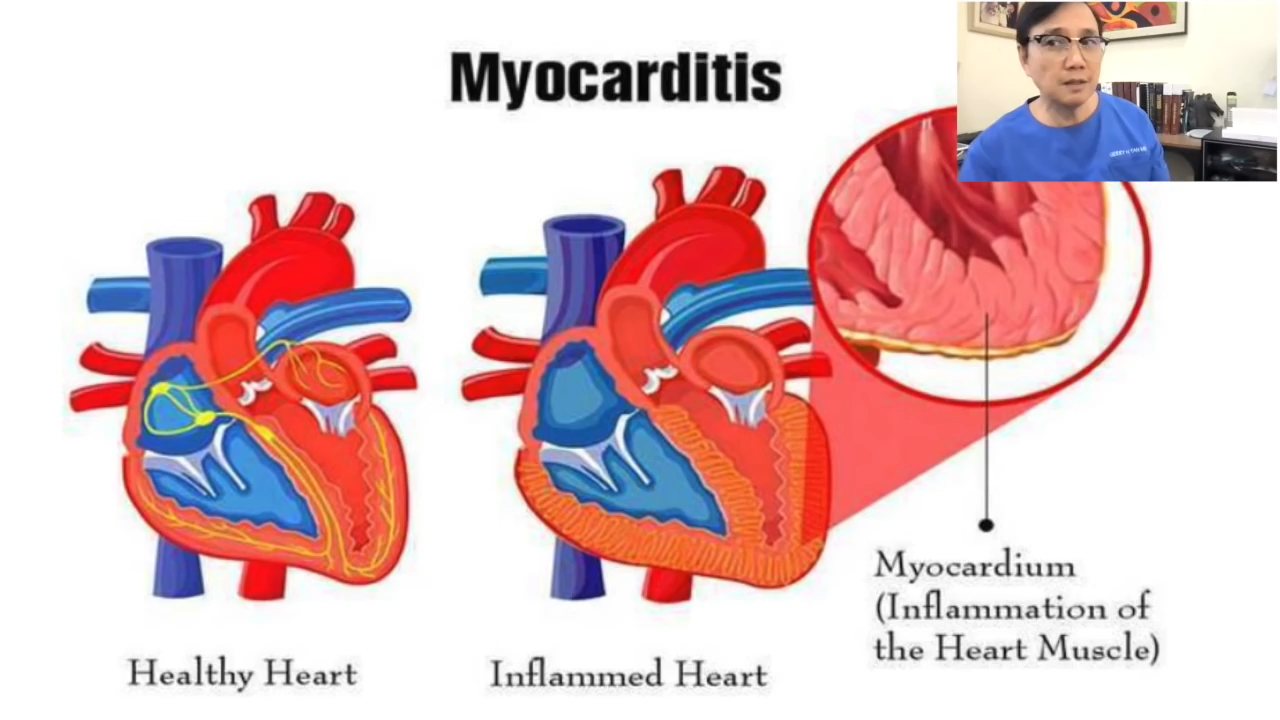 Myocarditis
Healthy Heart
Inflammed Heart
Myocardium
(Inflammation of
the Heart Muscle)